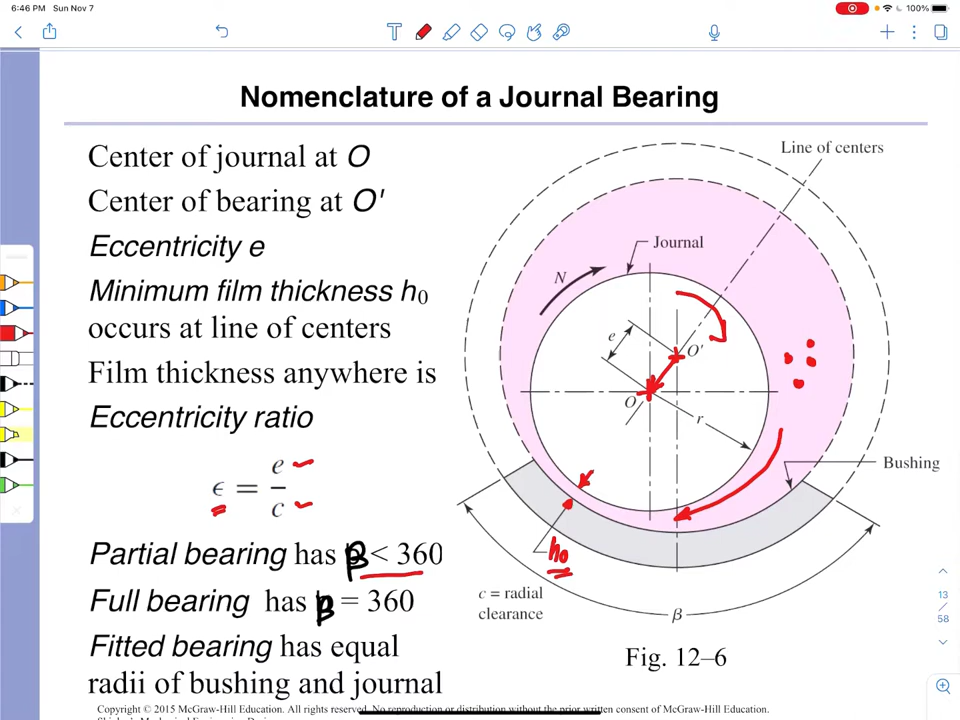 6:46 PM Sun Nov 7
100%
Nomenclature of a Journal Bearing
Center of journal at O
Center of bearing at O'
Eccentricity e
Minimum film thickness h0
occurs at line of centers
Film thickness anywhere is
Eccentricity ratio
ϵ = e/c
Partial bearing has β < 360
Full bearing has β = 360
Fitted bearing has equal
radii of bushing and journal
Line of centers
Journal
N
e
O'
O
r
Bushing
h0
c = radial
clearance
β
Fig. 12–6
13
/
58
Copyright © 2015 McGraw-Hill Education. All rights reserved. No reproduction or distribution without the prior written consent of McGraw-Hill Education.